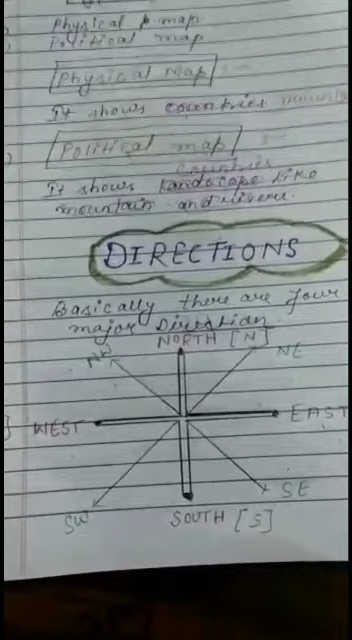 Physical p map
Political map
Physical Map
It shows countries
Political map
countries
It shows landscape like
mountain and rivers.
DIRECTIONS
Basically there are four
major Direction.
NORTH [N]
NW
NE
WEST
EAST
SW
SE
SOUTH [S]